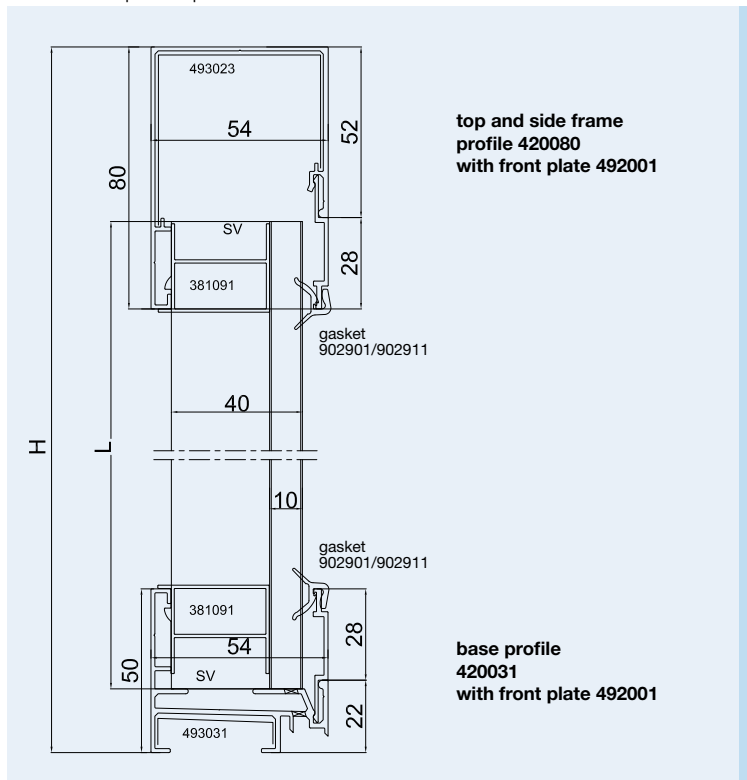 493023
54
52
top and side frame
profile 420080
with front plate 492001
80
SV
28
381091
gasket
902901/902911
40
H
L
10
gasket
902901/902911
381091
28
54
50
SV
base profile
420031
with front plate 492001
22
493031